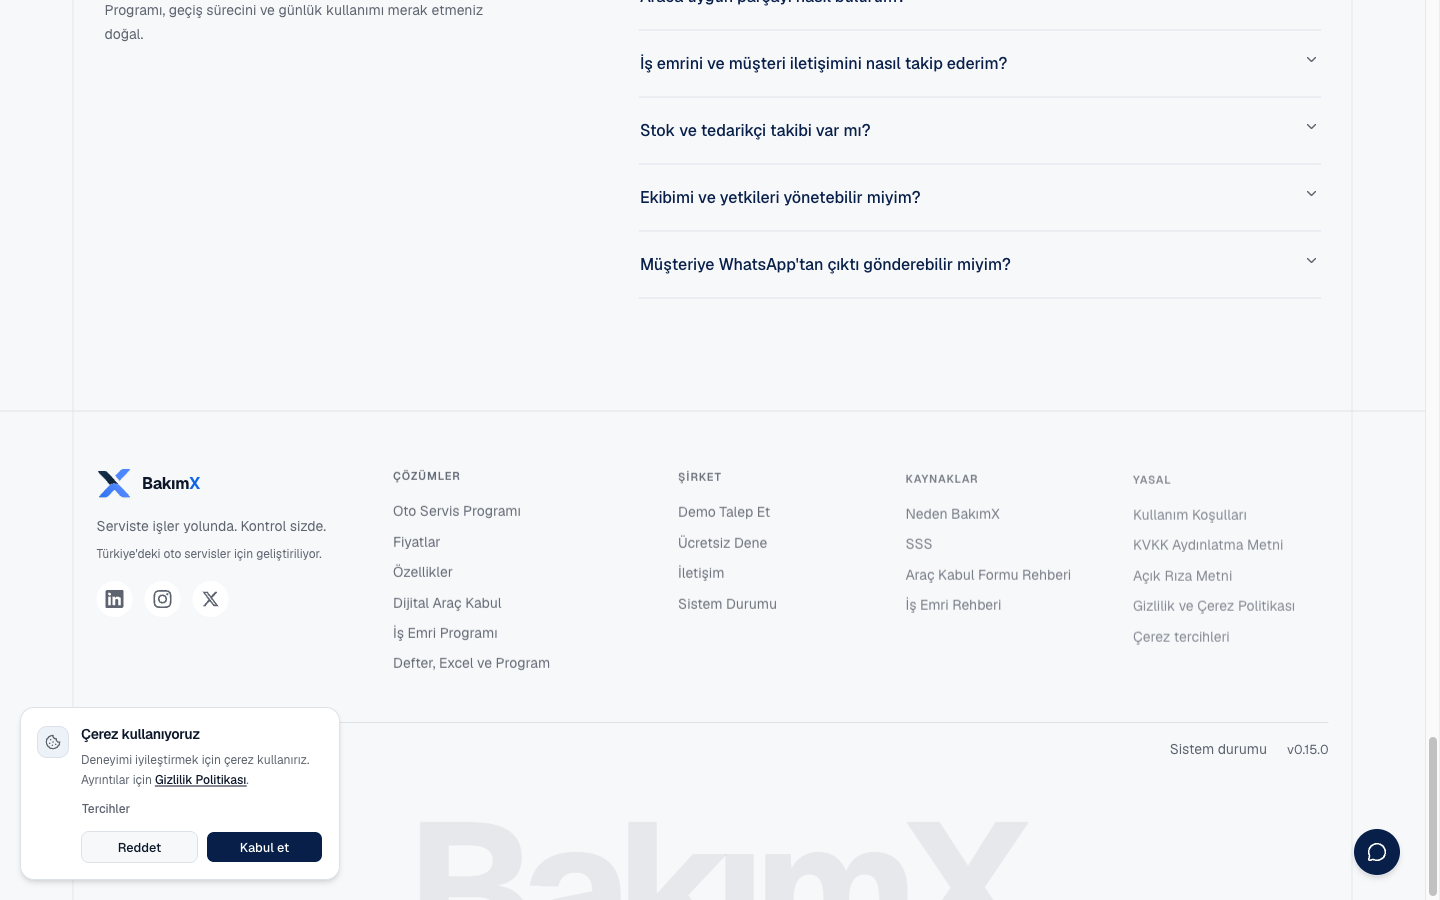 Programı, geçiş sürecini ve günlük kullanımı merak etmeniz
doğal.
İş emrini ve müşteri iletişimini nasıl takip ederim?
Stok ve tedarikçi takibi var mı?
Ekibimi ve yetkileri yönetebilir miyim?
Müşteriye WhatsApp'tan çıktı gönderebilir miyim?
BakımX
Serviste işler yolunda. Kontrol sizde.
Türkiye'deki oto servisler için geliştiriliyor.
ÇÖZÜMLER
Oto Servis Programı
Fiyatlar
Özellikler
Dijital Araç Kabul
İş Emri Programı
Defter, Excel ve Program
ŞİRKET
Demo Talep Et
Ücretsiz Dene
İletişim
Sistem Durumu
KAYNAKLAR
Neden BakımX
SSS
Araç Kabul Formu Rehberi
İş Emri Rehberi
YASAL
Kullanım Koşulları
KVKK Aydınlatma Metni
Açık Rıza Metni
Gizlilik ve Çerez Politikası
Çerez tercihleri
Sistem durumu v0.15.0
Çerez kullanıyoruz
Deneyimi iyileştirmek için çerez kullanırız.
Ayrıntılar için Gizlilik Politikası.
Tercihler
Reddet
Kabul et
BakımX